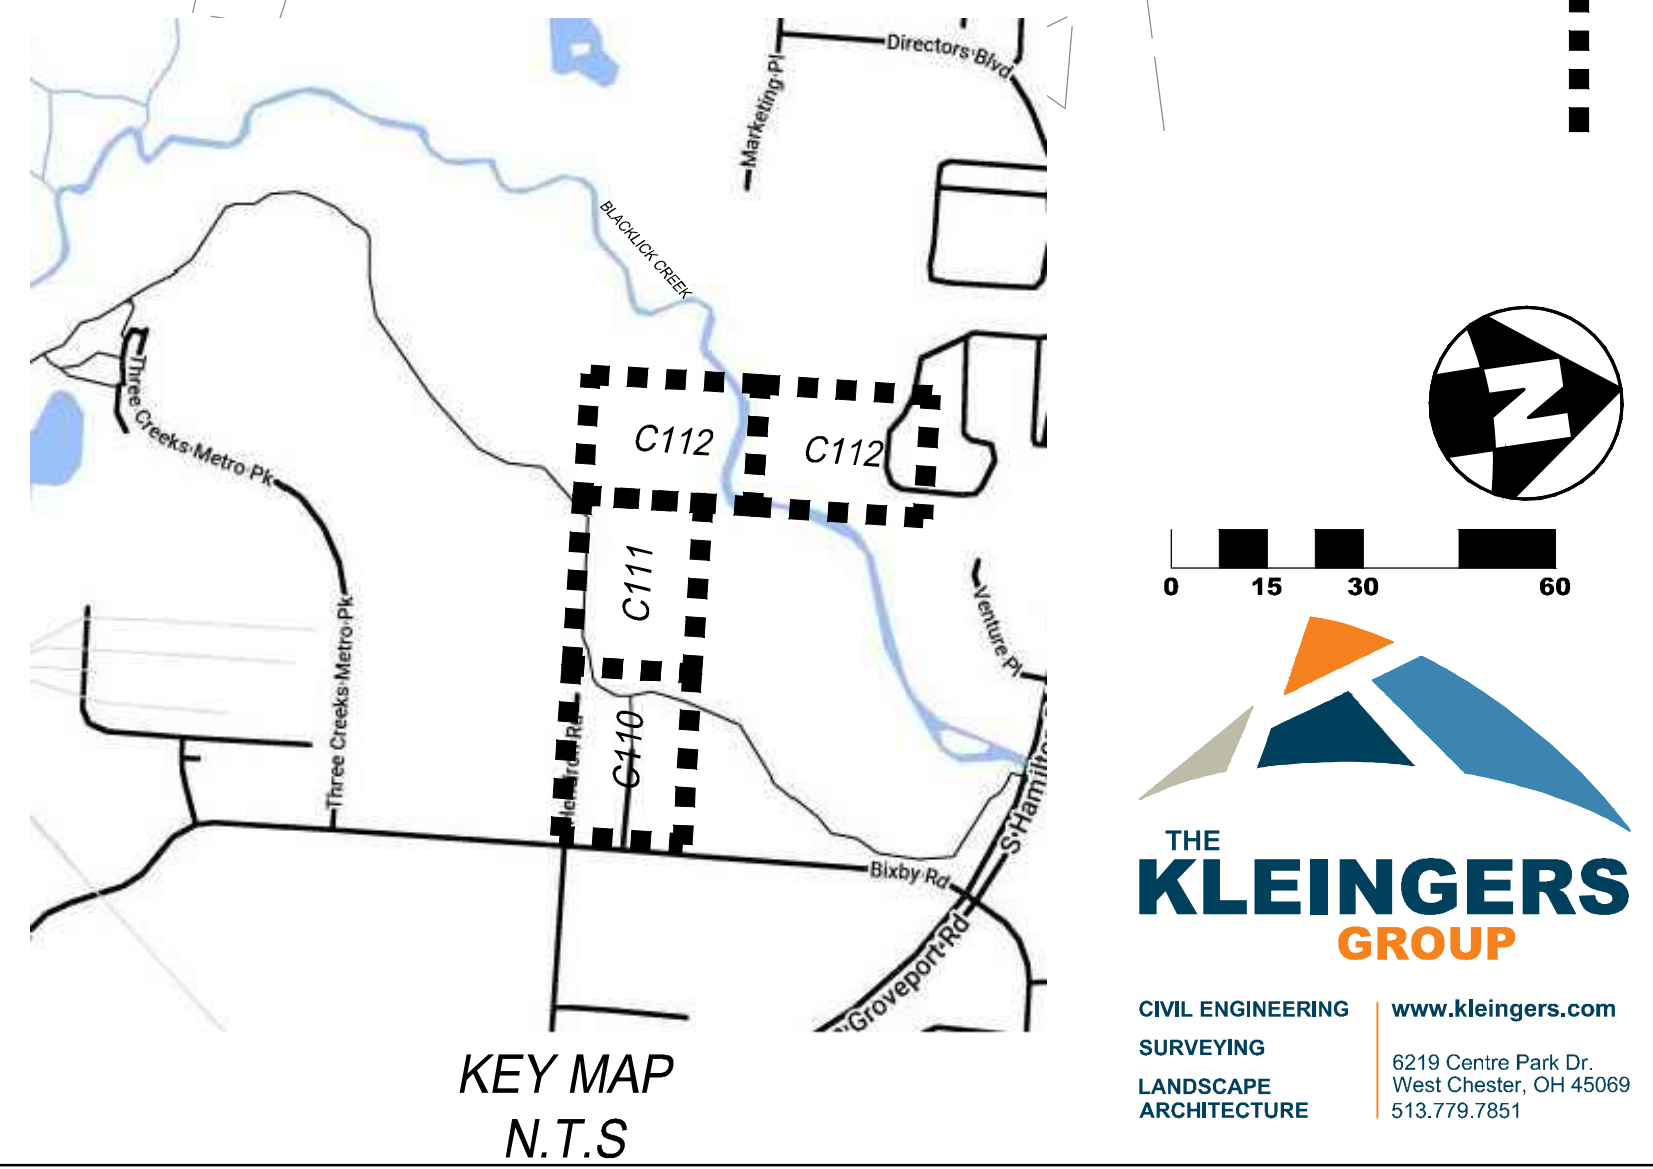 Directors Blvd
Marketing Pl
BLACKLICK CREEK
Three Creeks Metro Pk
C112
C112
C111
Venture Pl
Three Creeks Metro Pk
C110
Bixby Rd
Groveport Rd
KEY MAP
N.T.S
N
0 15 30 60
THE
KLEINGERS
GROUP
CIVIL ENGINEERING
SURVEYING
LANDSCAPE
ARCHITECTURE
www.kleingers.com
6219 Centre Park Dr.
West Chester, OH 45069
513.779.7851